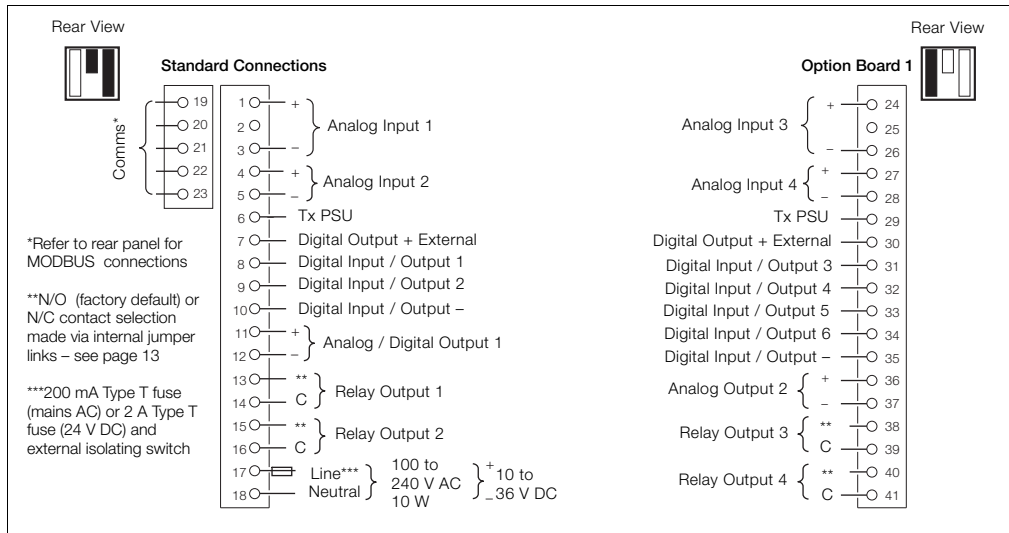 Rear View
Standard Connections
19
20
21
22
23
Comms*
1 + 
2
3 –
Analog Input 1
4 +
5 –
Analog Input 2
6 Tx PSU
7 Digital Output + External
8 Digital Input / Output 1
9 Digital Input / Output 2
10 Digital Input / Output –
11 +
12 –
Analog / Digital Output 1
13 **
14 C
Relay Output 1
15 **
16 C
Relay Output 2
17 Line***
18 Neutral
100 to
240 V AC
10 W
+ 10 to
– 36 V DC
*Refer to rear panel for
MODBUS connections
**N/O (factory default) or
N/C contact selection
made via internal jumper
links – see page 13
***200 mA Type T fuse
(mains AC) or 2 A Type T
fuse (24 V DC) and
external isolating switch
Rear View
Option Board 1
Analog Input 3
+ 24
25
– 26
Analog Input 4
+ 27
– 28
Tx PSU 29
Digital Output + External 30
Digital Input / Output 3 31
Digital Input / Output 4 32
Digital Input / Output 5 33
Digital Input / Output 6 34
Digital Input / Output – 35
Analog Output 2
+ 36
– 37
Relay Output 3
** 38
C 39
Relay Output 4
** 40
C 41